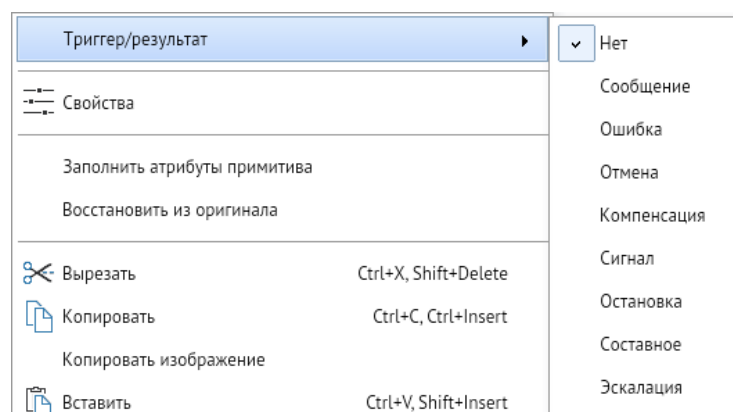 Триггер/результат
Свойства
Заполнить атрибуты примитива
Восстановить из оригинала
Вырезать Ctrl+X, Shift+Delete
Копировать Ctrl+C, Ctrl+Insert
Копировать изображение
Вставить Ctrl+V, Shift+Insert
Нет
Сообщение
Ошибка
Отмена
Компенсация
Сигнал
Остановка
Составное
Эскалация